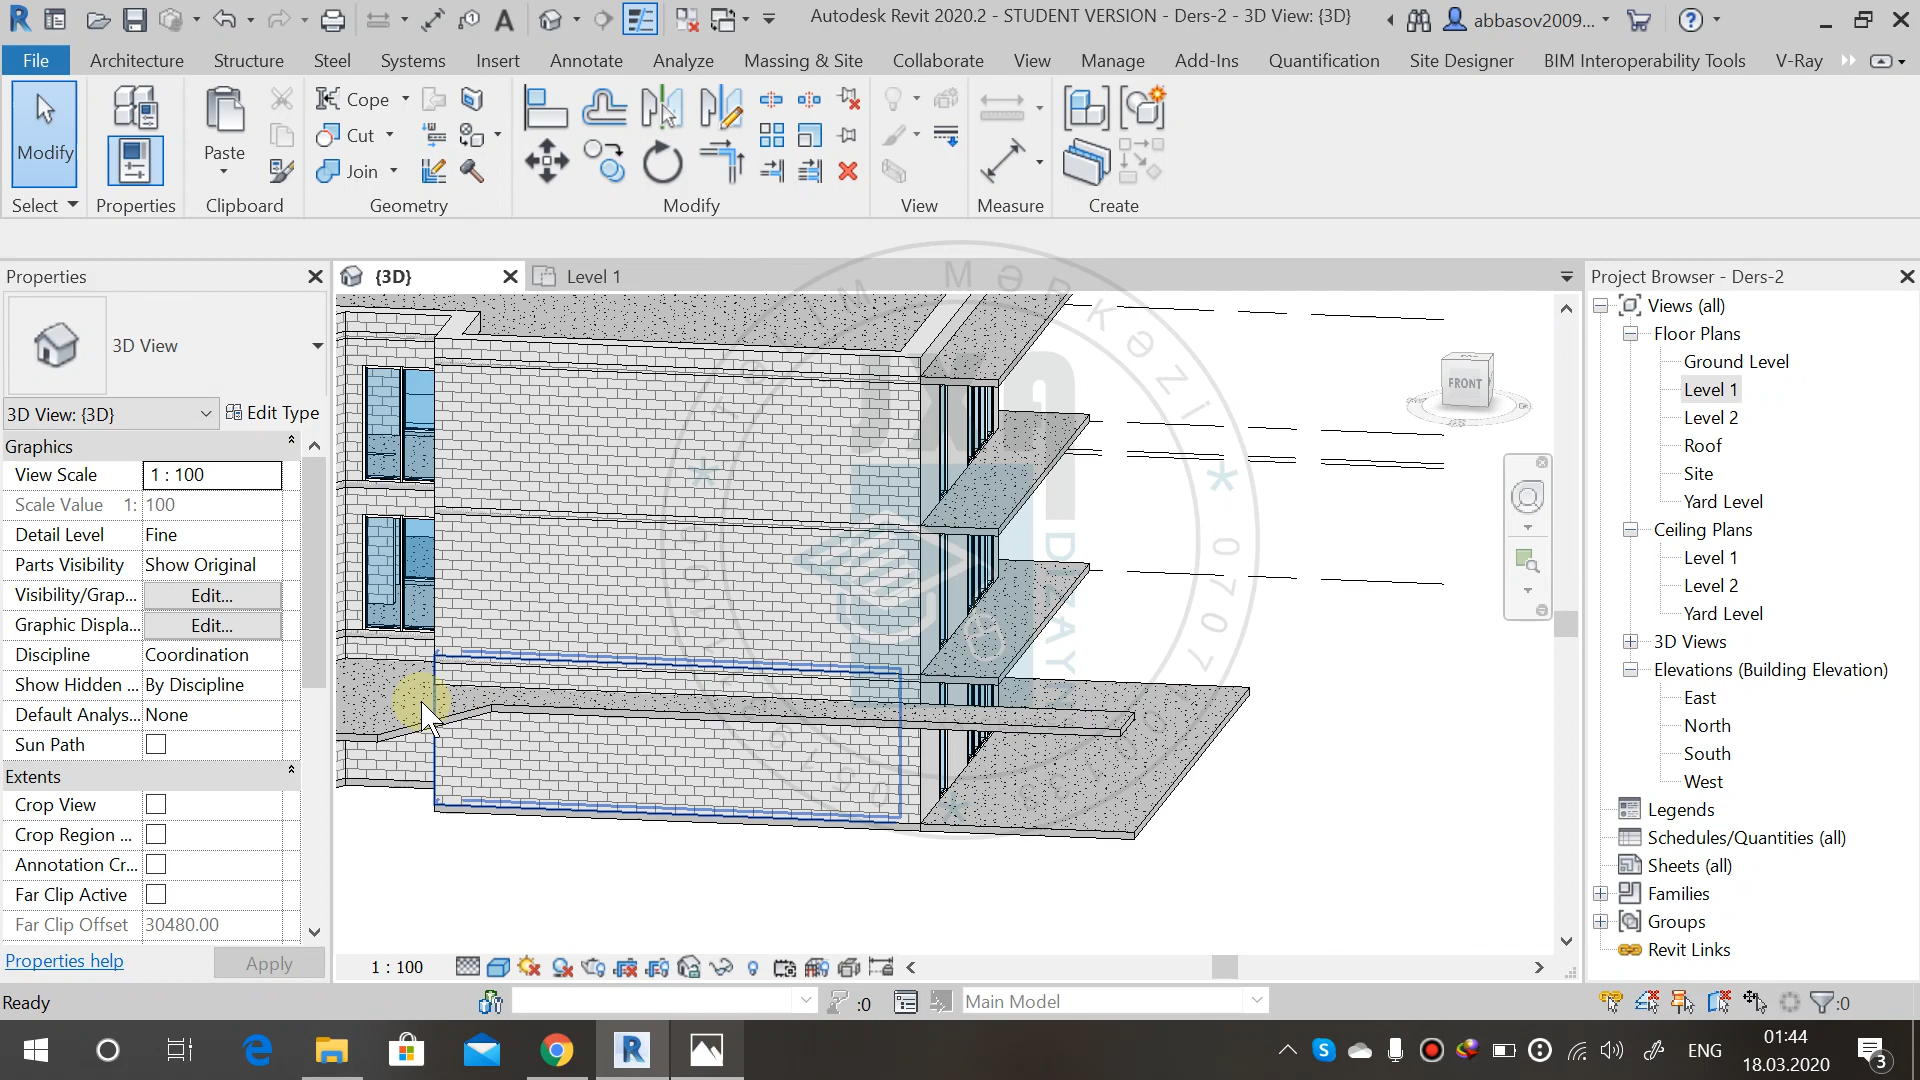 Autodesk Revit 2020.2 - STUDENT VERSION - Ders-2 - 3D View: {3D}
abbasov2009...
File Architecture Structure Steel Systems Insert Annotate Analyze Massing & Site Collaborate View Manage Add-Ins Quantification Site Designer BIM Interoperability Tools V-Ray
Modify
Paste
Cope
Cut
Join
Select Properties Clipboard Geometry Modify View Measure Create
Properties
{3D}
Level 1
Project Browser - Ders-2
3D View
3D View: {3D}
Edit Type
Graphics
View Scale 1 : 100
Scale Value 1: 100
Detail Level Fine
Parts Visibility Show Original
Visibility/Grap... Edit...
Graphic Displa... Edit...
Discipline Coordination
Show Hidden ... By Discipline
Default Analys... None
Sun Path
Extents
Crop View
Crop Region ...
Annotation Cr...
Far Clip Active
Far Clip Offset 30480.00
Properties help
Apply
FRONT
DIZAYN
Views (all)
Floor Plans
Ground Level
Level 1
Level 2
Roof
Site
Yard Level
Ceiling Plans
Level 1
Level 2
Yard Level
3D Views
Elevations (Building Elevation)
East
North
South
West
Legends
Schedules/Quantities (all)
Sheets (all)
Families
Groups
Revit Links
1 : 100
Ready
:0
Main Model
:0
ENG
01:44
18.03.2020
3